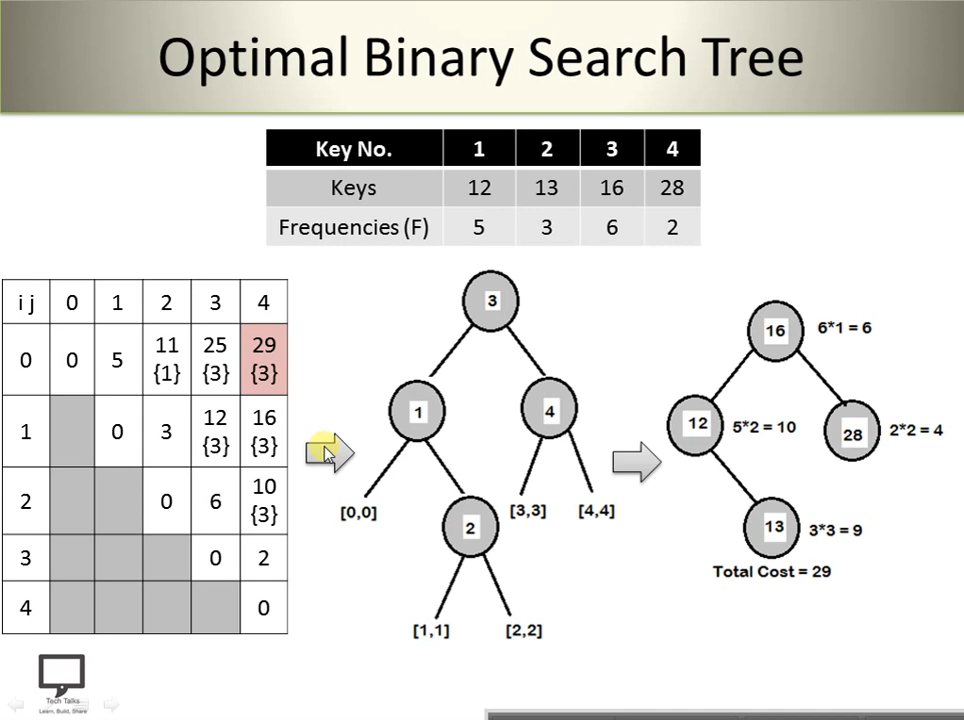 Optimal Binary Search Tree
Key No. 1 2 3 4
Keys 12 13 16 28
Frequencies (F) 5 3 6 2
i j 0 1 2 3 4
0 0 5 11 {1} 25 {3} 29 {3}
1 0 3 12 {3} 16 {3}
2 0 6 10 {3}
3 0 2
4 0
3
1 4
[0,0] 2 [3,3] [4,4]
[1,1] [2,2]
16 6*1 = 6
12 5*2 = 10 28 2*2 = 4
13 3*3 = 9
Total Cost = 29
Tech Talks
Learn, Build, Share